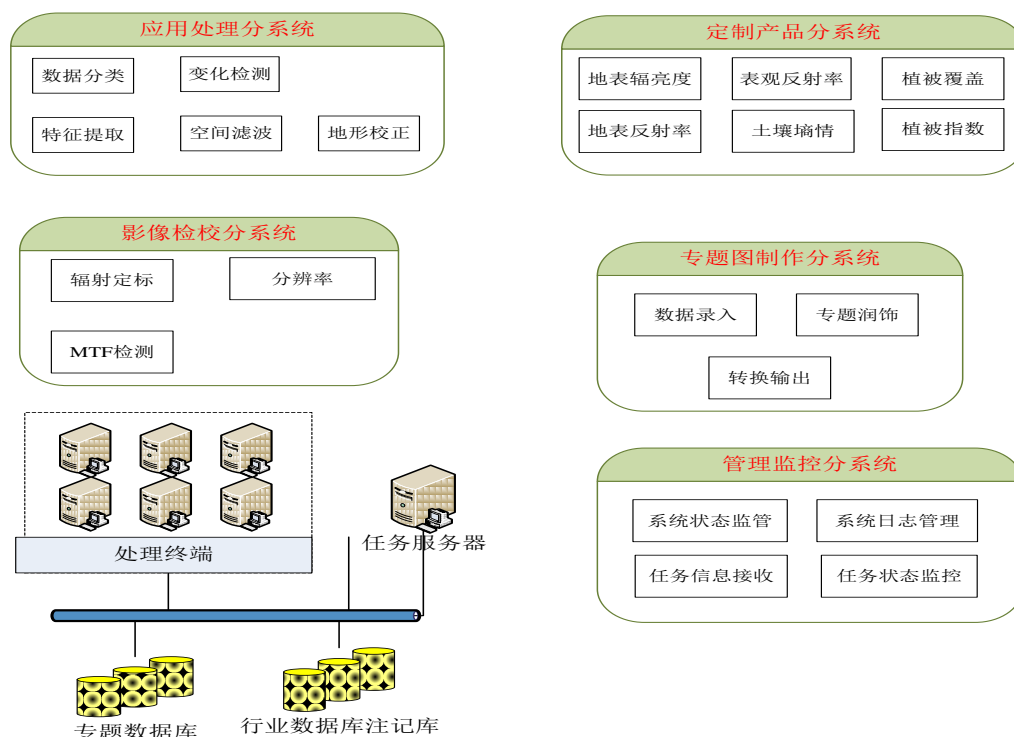 应用处理分系统
数据分类
变化检测
特征提取
空间滤波
地形校正
定制产品分系统
地表辐亮度
表观反射率
植被覆盖
地表反射率
土壤墒情
植被指数
影像检校分系统
辐射定标
分辨率
MTF检测
专题图制作分系统
数据录入
专题润饰
转换输出
管理监控分系统
系统状态监管
系统日志管理
任务信息接收
任务状态监控
处理终端
任务服务器
专题数据库
行业数据库注记库